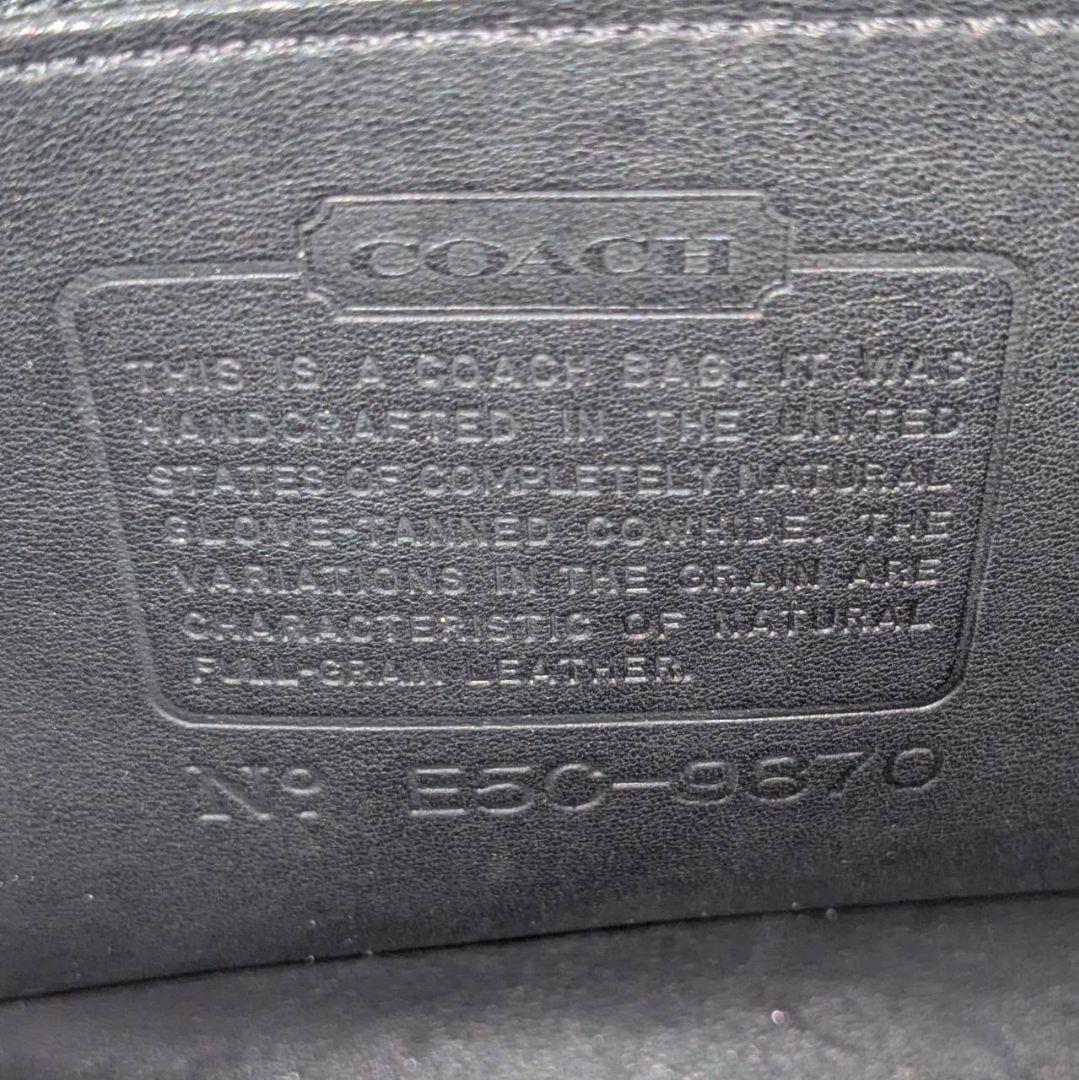 COACH
THIS IS A COACH BAG. IT WAS
HANDCRAFTED IN THE UNITED
STATES OF COMPLETELY NATURAL
GLOVE-TANNED COWHIDE. THE
VARIATIONS IN THE GRAIN ARE
CHARACTERISTIC OF NATURAL
FULL-GRAIN LEATHER.
Nº E5C-9870